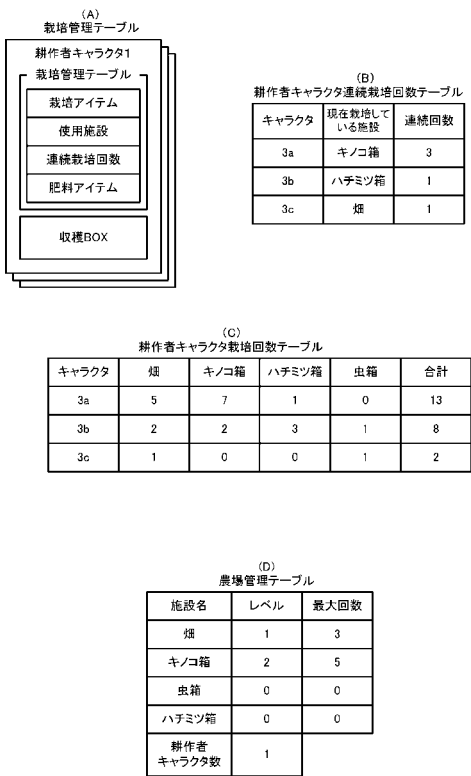 (A)
栽培管理テーブル
耕作者キャラクタ1
栽培管理テーブル
栽培アイテム
使用施設
連続栽培回数
肥料アイテム
収穫BOX
(B)
耕作者キャラクタ連続栽培回数テーブル
キャラクタ 現在栽培して 連続回数
いる施設
3a キノコ箱 3
3b ハチミツ箱 1
3c 畑 1
(C)
耕作者キャラクタ栽培回数テーブル
キャラクタ 畑 キノコ箱 ハチミツ箱 虫箱 合計
3a 5 7 1 0 13
3b 2 2 3 1 8
3c 1 0 0 1 2
(D)
農場管理テーブル
施設名 レベル 最大回数
畑 1 3
キノコ箱 2 5
虫箱 0 0
ハチミツ箱 0 0
耕作者
キャラクタ数 1